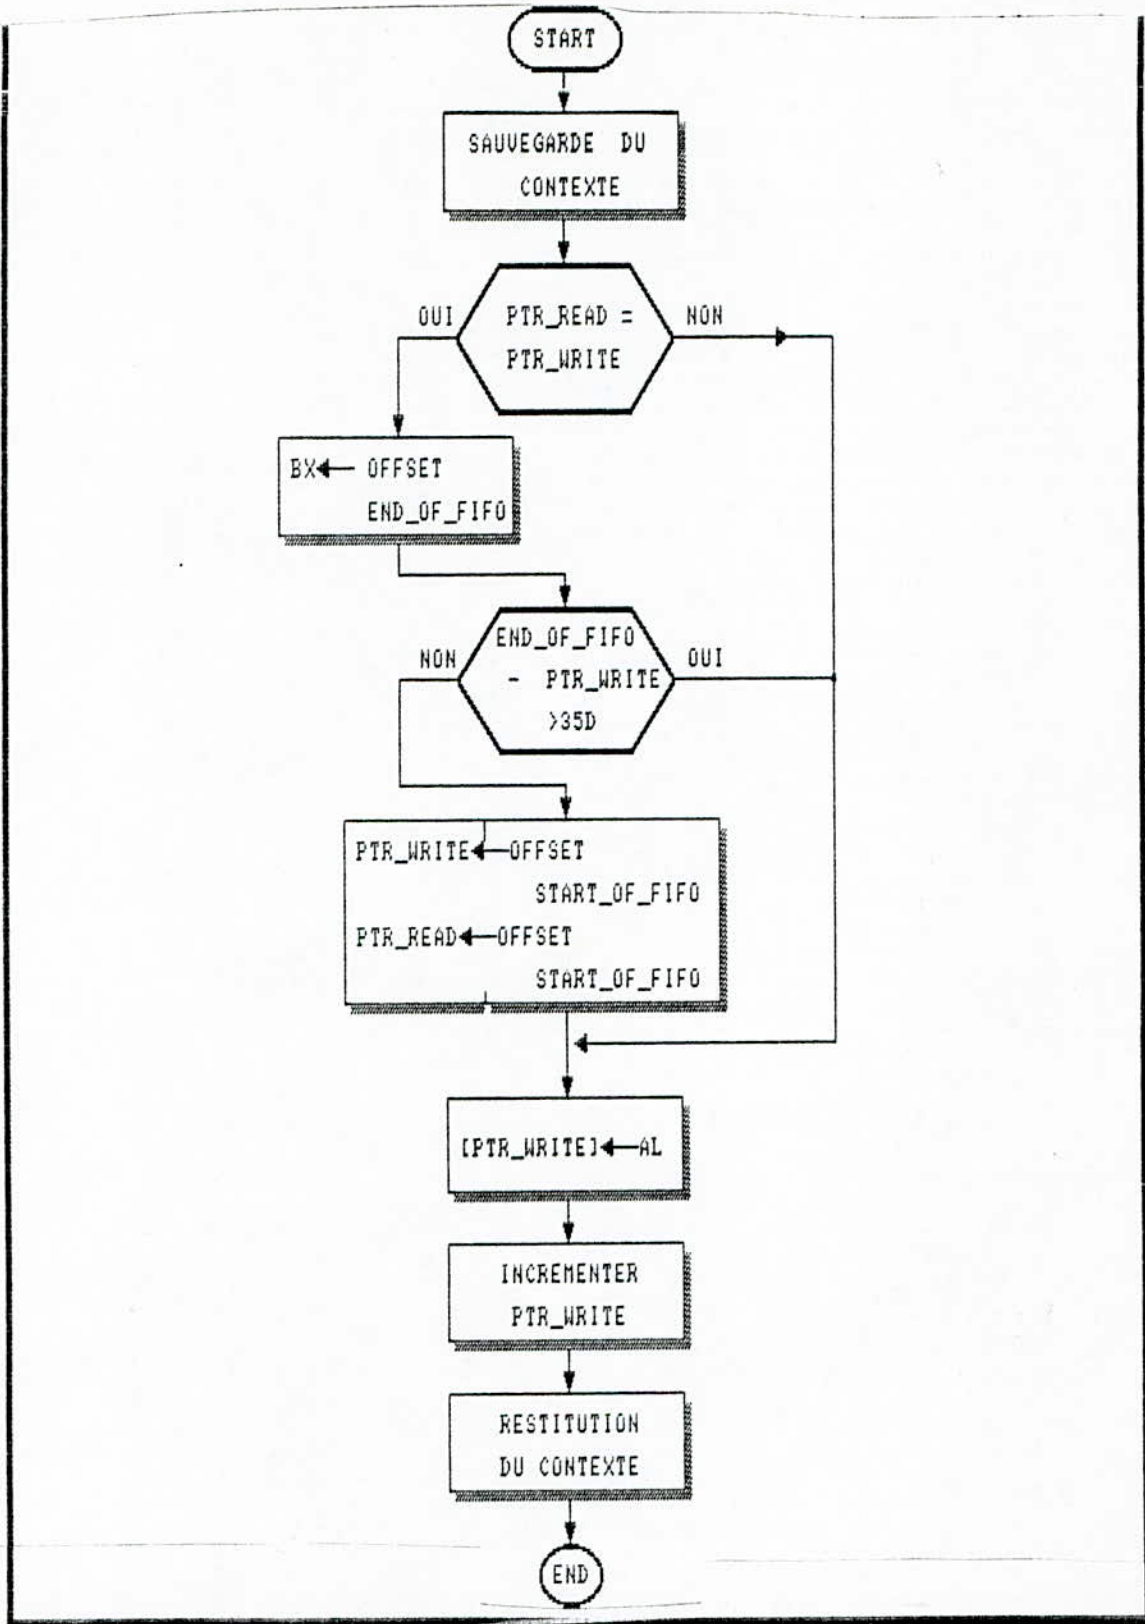 START
SAUVEGARDE DU
CONTEXTE
OUI
PTR_READ =
PTR_WRITE
NON
BX← OFFSET
END_OF_FIFO
NON
END_OF_FIFO
- PTR_WRITE
>35D
OUI
PTR_WRITE←OFFSET
START_OF_FIFO
PTR_READ←OFFSET
START_OF_FIFO
[PTR_WRITE]←AL
INCREMENTER
PTR_WRITE
RESTITUTION
DU CONTEXTE
END